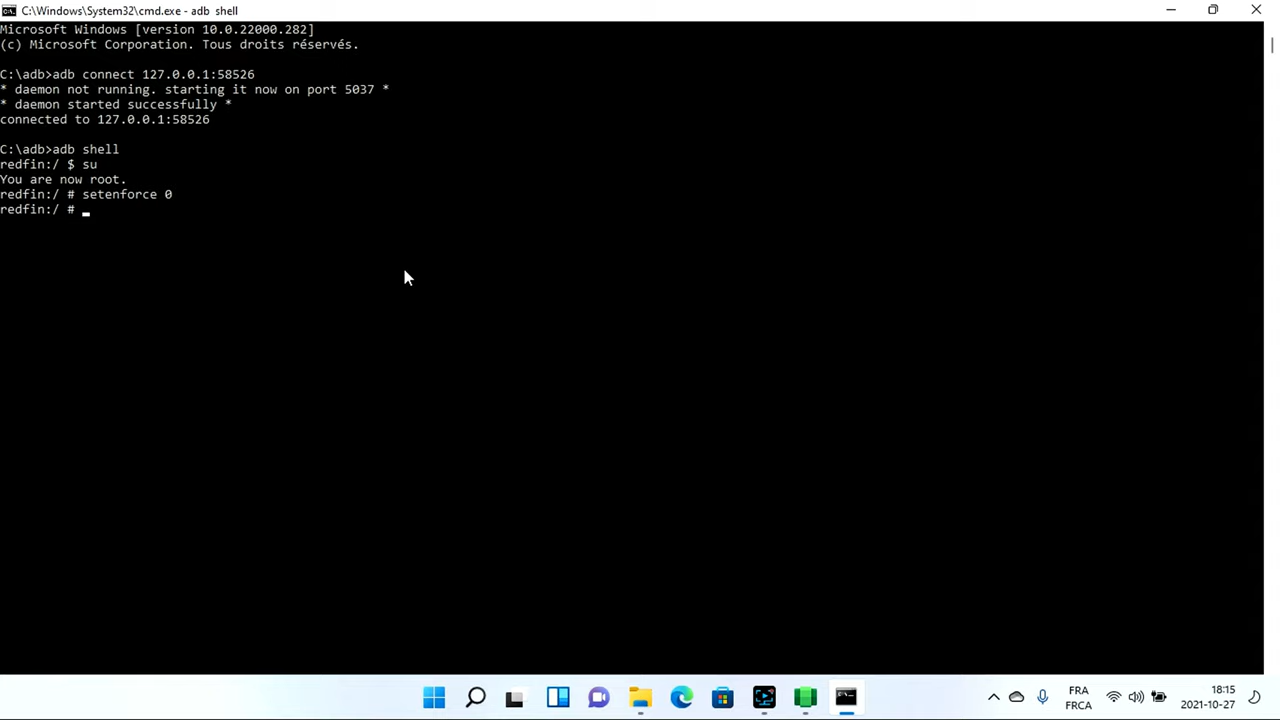 C:\Windows\System32\cmd.exe - adb shell
Microsoft Windows [version 10.0.22000.282]
(c) Microsoft Corporation. Tous droits réservés.
C:\adb>adb connect 127.0.0.1:58526
* daemon not running. starting it now on port 5037 *
* daemon started successfully *
connected to 127.0.0.1:58526
C:\adb>adb shell
redfin:/ $ su
You are now root.
redfin:/ # setenforce 0
redfin:/ #
FRA
FRCA
18:15
2021-10-27